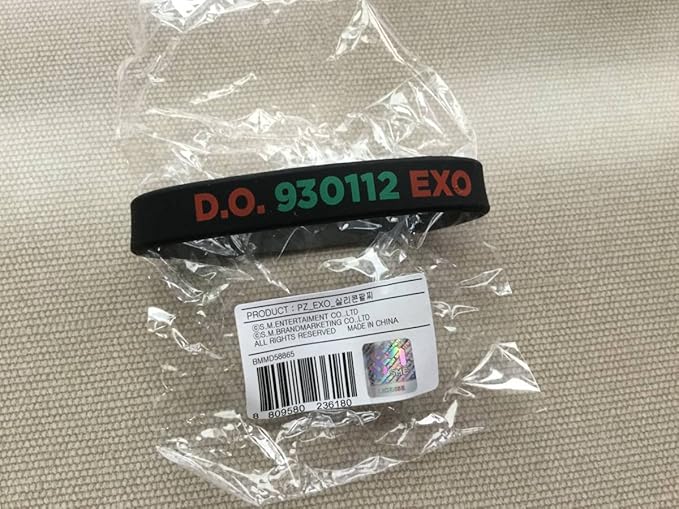 D.O. 930112 EXO
PRODUCT : PZ_EXO_실리콘팔찌
ⓒS.M.ENTERTAIMENT CO.,LTD
ⓒS.M.BRANDMARKETING CO.,LTD
ALL RIGHTS RESERVED MADE IN CHINA
BMMD58865
8 809580 236180